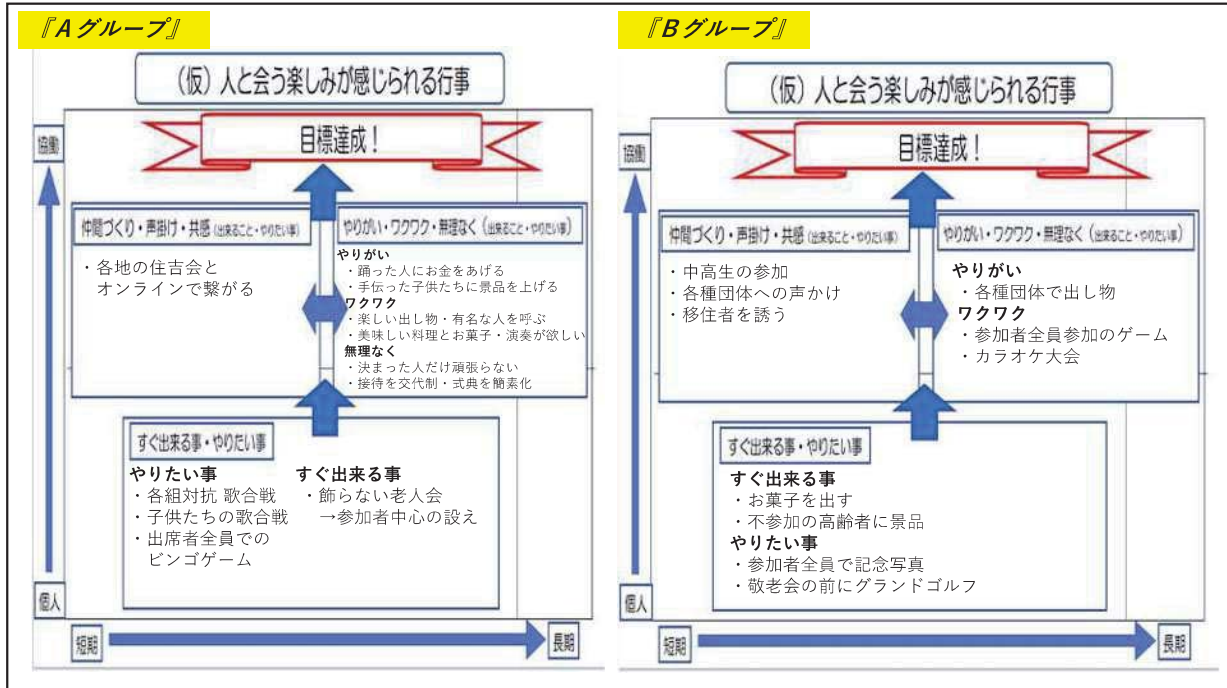 『Aグループ』
(仮)人と会う楽しみが感じられる行事
目標達成！
協働
仲間づくり・声掛け・共感(出来ること・やりたい事)
・各地の住吉会と
オンラインで繋がる
やりがい・ワクワク・無理なく(出来ること・やりたい事)
やりがい
・踊った人にお金をあげる
・手伝った子供たちに景品を上げる
ワクワク
・楽しい出し物・有名な人を呼ぶ
・美味しい料理とお菓子・演奏が欲しい
無理なく
・決まった人だけ頑張らない
・接待を交代制・式典を簡素化
すぐ出来る事・やりたい事
やりたい事
・各組対抗 歌合戦
・子供たちの歌合戦
・出席者全員での
ビンゴゲーム
すぐ出来る事
・飾らない老人会
→参加者中心の設え
個人
短期
長期
『Bグループ』
(仮)人と会う楽しみが感じられる行事
目標達成！
協働
仲間づくり・声掛け・共感(出来ること・やりたい事)
・中高生の参加
・各種団体への声かけ
・移住者を誘う
やりがい・ワクワク・無理なく(出来ること・やりたい事)
やりがい
・各種団体で出し物
ワクワク
・参加者全員参加のゲーム
・カラオケ大会
すぐ出来る事・やりたい事
すぐ出来る事
・お菓子を出す
・不参加の高齢者に景品
やりたい事
・参加者全員で記念写真
・敬老会の前にグランドゴルフ
個人
短期
長期